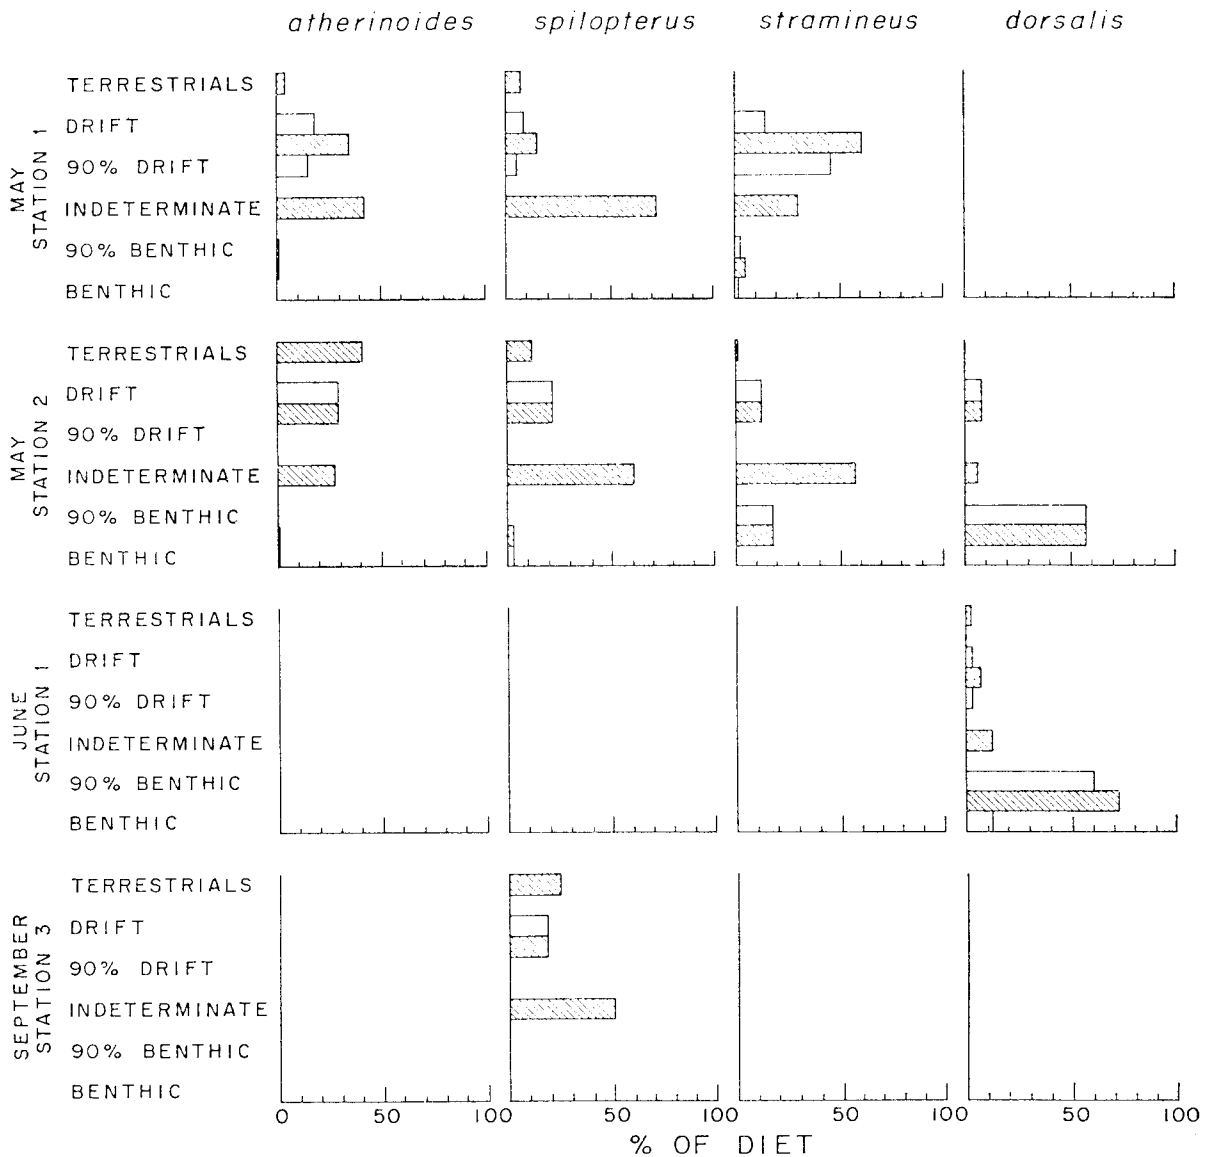 atherinoides spilopterus stramineus dorsalis
MAY
STATION 1
TERRESTRIALS
DRIFT
90% DRIFT
INDETERMINATE
90% BENTHIC
BENTHIC
MAY
STATION 2
TERRESTRIALS
DRIFT
90% DRIFT
INDETERMINATE
90% BENTHIC
BENTHIC
JUNE
STATION 1
TERRESTRIALS
DRIFT
90% DRIFT
INDETERMINATE
90% BENTHIC
BENTHIC
SEPTEMBER
STATION 3
TERRESTRIALS
DRIFT
90% DRIFT
INDETERMINATE
90% BENTHIC
BENTHIC
0 100 50 100 50 100 50 100
% OF DIET